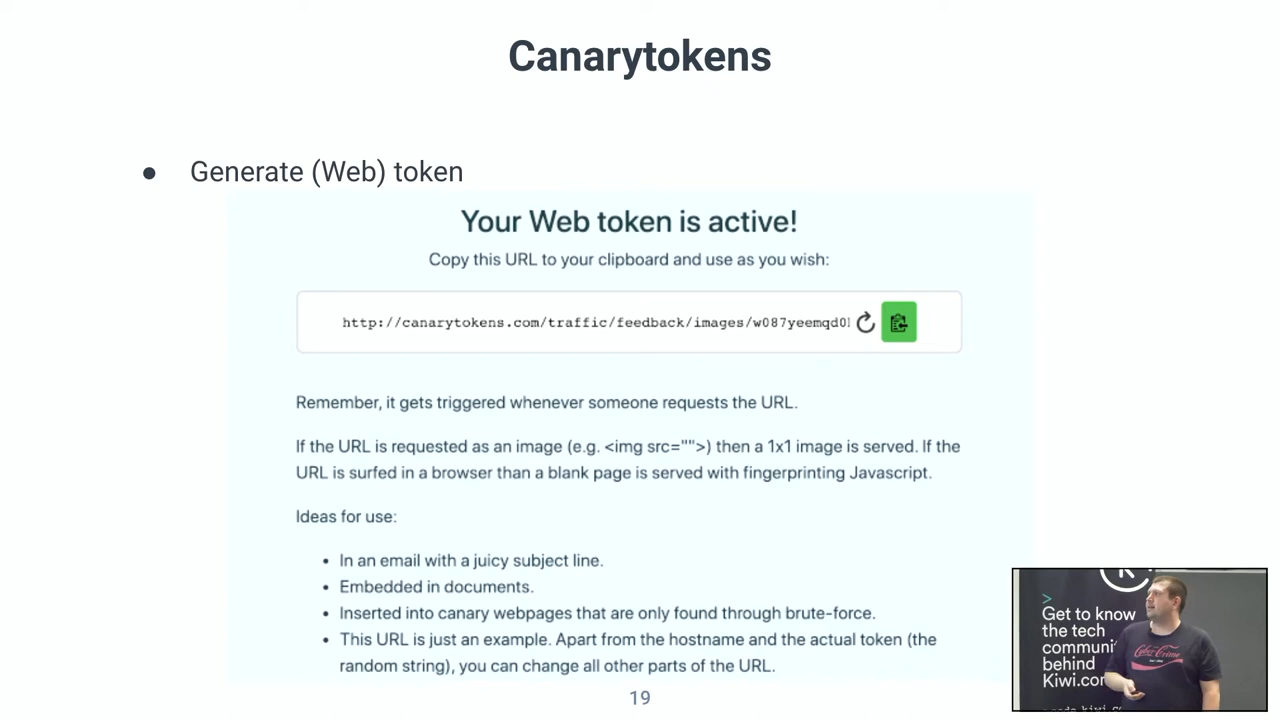 Canarytokens
● Generate (Web) token
Your Web token is active!
Copy this URL to your clipboard and use as you wish:
http://canarytokens.com/traffic/feedback/images/w087yeemqd0
Remember, it gets triggered whenever someone requests the URL.
If the URL is requested as an image (e.g. <img src="">) then a 1x1 image is served. If the
URL is surfed in a browser than a blank page is served with fingerprinting Javascript.
Ideas for use:
• In an email with a juicy subject line.
• Embedded in documents.
• Inserted into canary webpages that are only found through brute-force.
• This URL is just an example. Apart from the hostname and the actual token (the
random string), you can change all other parts of the URL.
19
K
>
Get to know
the tech
communi
behind
Kiwi.com
Cyber Crime